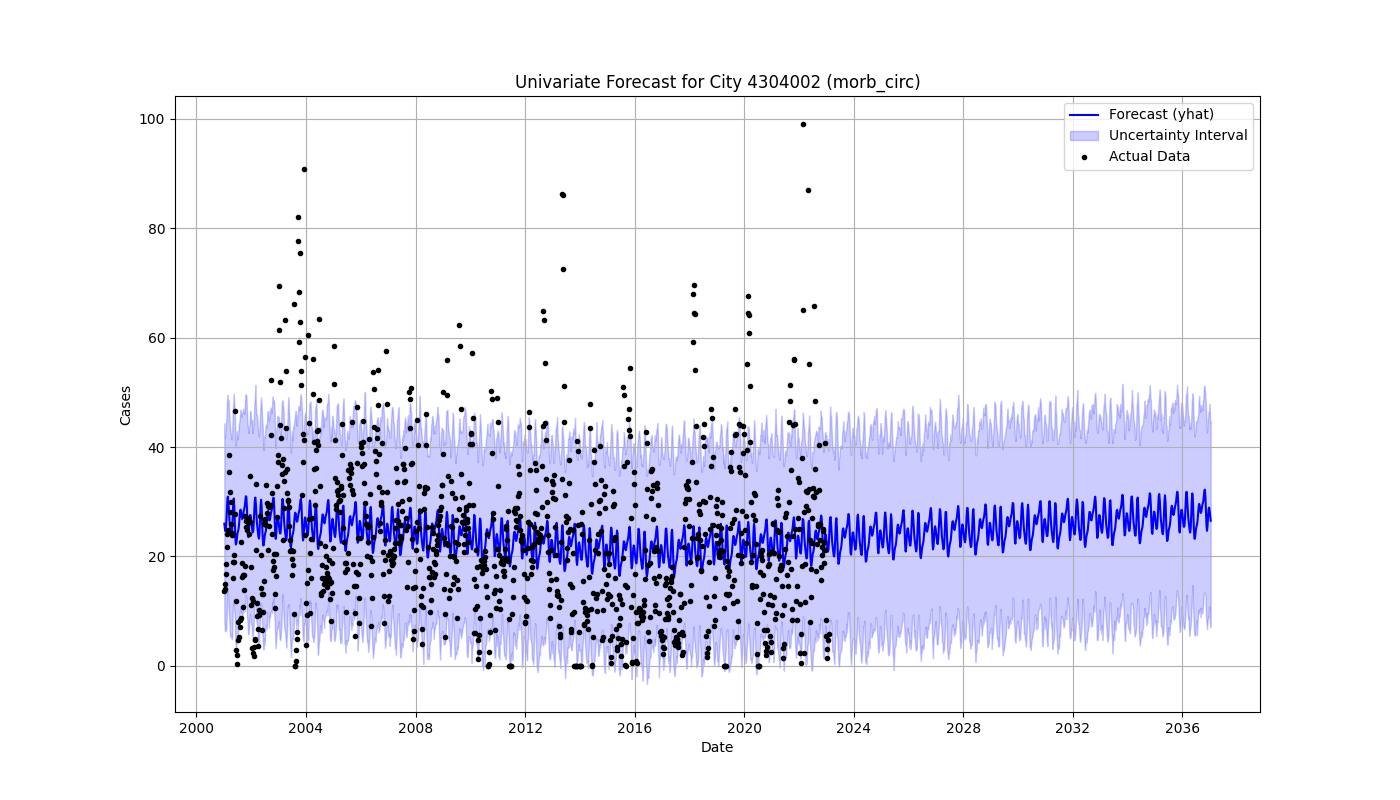 Univariate Forecast for City 4304002 (morb_circ)
Forecast (yhat)
Uncertainty Interval
Actual Data
Cases
100
80
60
40
20
0
2000 2004 2008 2012 2016 2020 2024 2028 2032 2036
Date